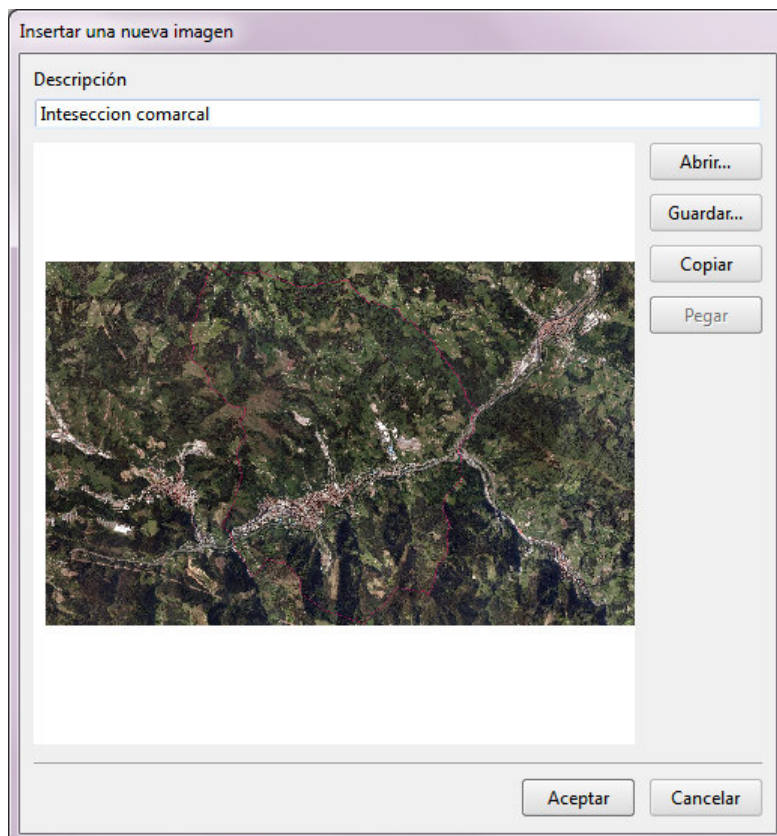 Insertar una nueva imagen
Descripción
Inteseccion comarcal
Abrir...
Guardar...
Copiar
Pegar
Aceptar
Cancelar